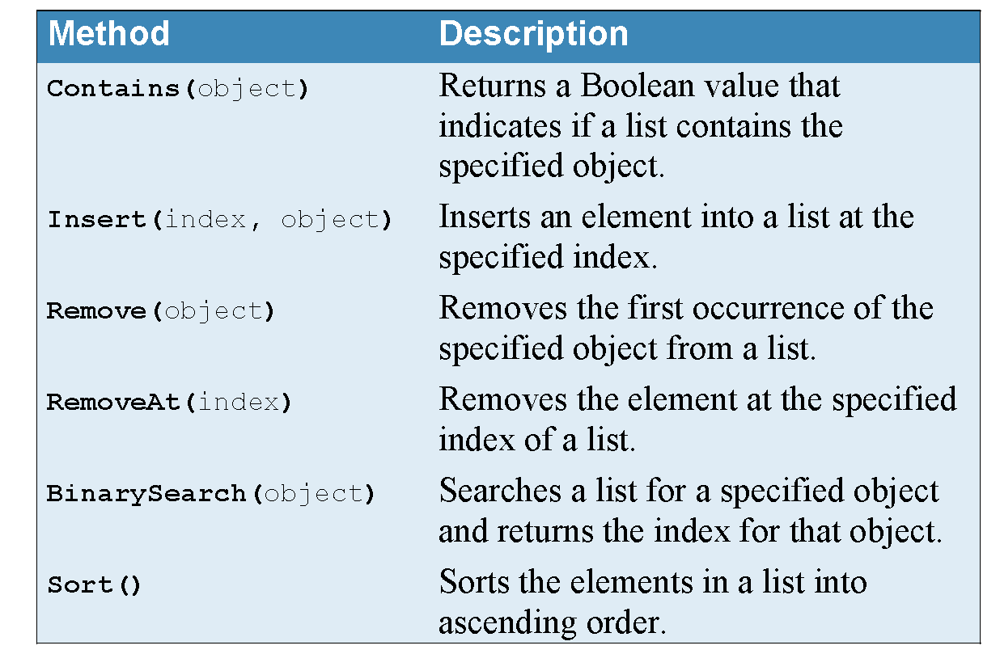 Method Description
Contains(object) Returns a Boolean value that
indicates if a list contains the
specified object.
Insert(index, object) Inserts an element into a list at the
specified index.
Remove(object) Removes the first occurrence of the
specified object from a list.
RemoveAt(index) Removes the element at the specified
index of a list.
BinarySearch(object) Searches a list for a specified object
and returns the index for that object.
Sort() Sorts the elements in a list into
ascending order.